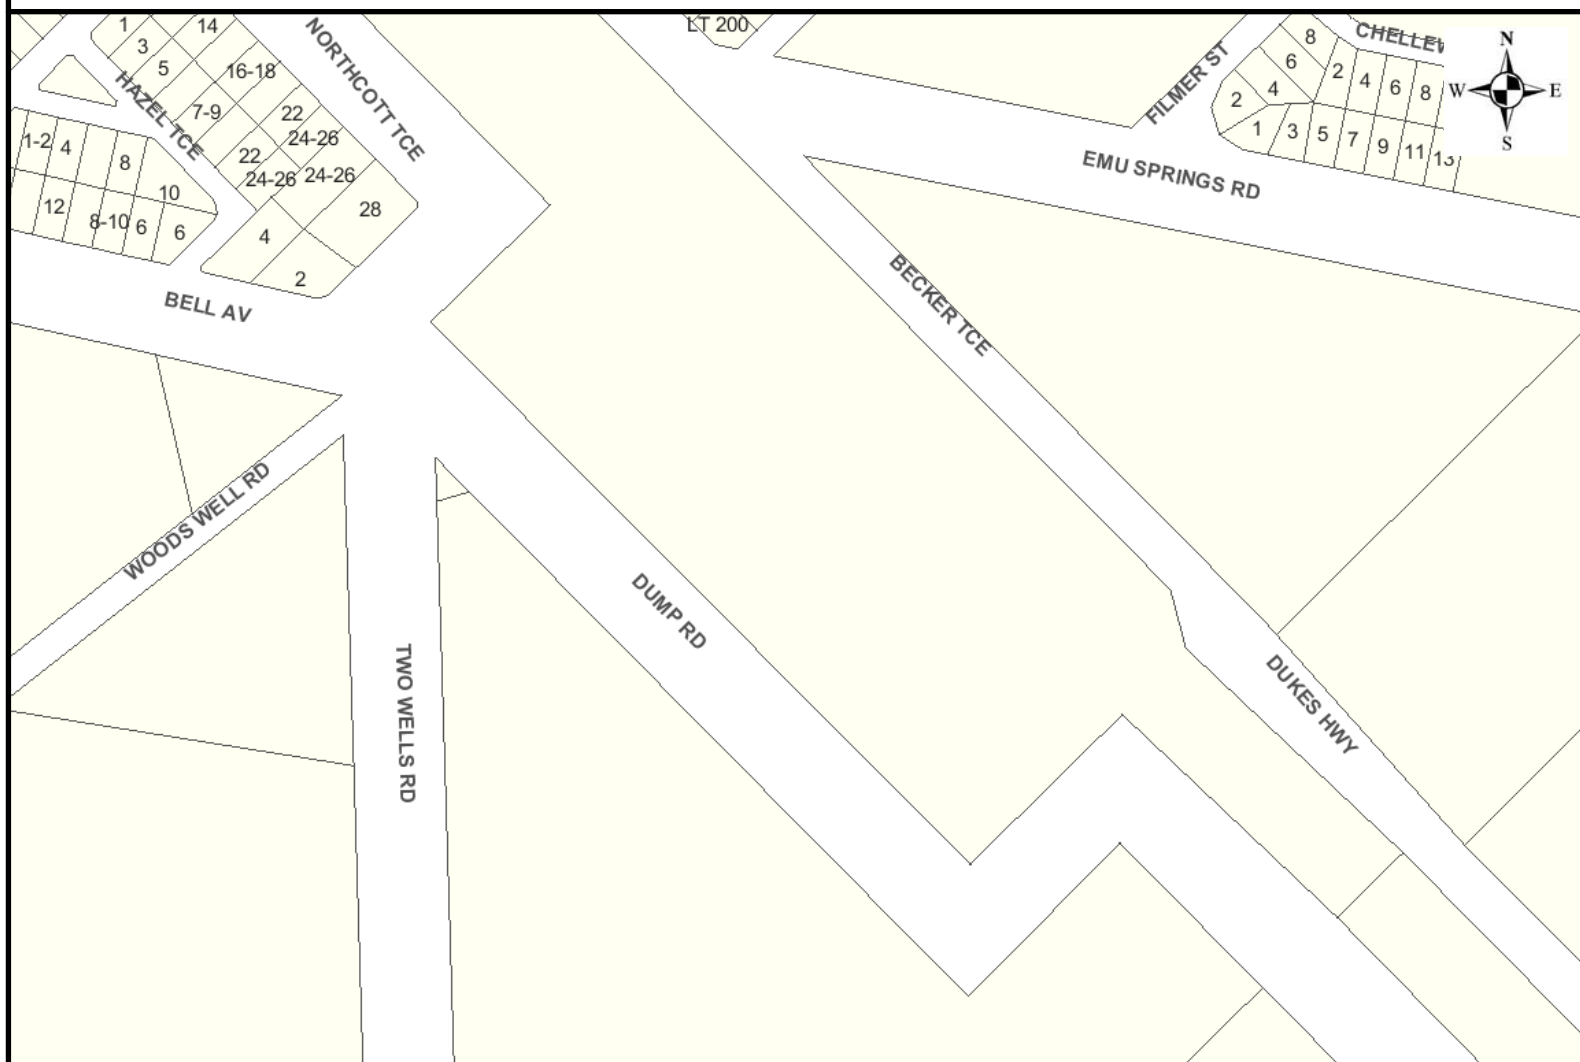 1
14
LT 200
3
5
NORTHCOTT TCE
16-18
HAZEL TCE
7-9
22
24-26
22
24-26
24-26
28
1-2
4
8
10
12
8-10
6
6
4
2
BELL AV
FILMER ST
8
6
4
2
2
4
6
8
1
3
5
7
9
11
13
N
W
E
S
EMU SPRINGS RD
BECKER TCE
WOODS WELL RD
DUMP RD
TWO WELLS RD
DUKES HWY